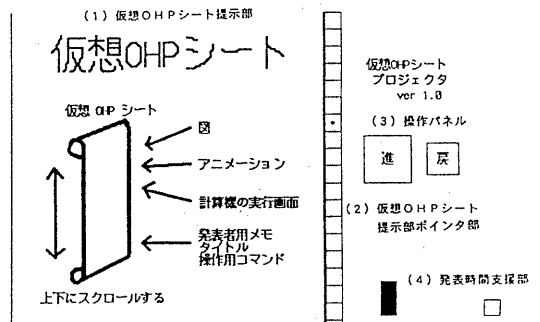 (1)仮想OHPシート提示部
仮想OHPシート
仮想 OHP シート
図
アニメーション
計算機の実行画面
発表者用メモ
タイトル
操作用コマンド
上下にスクロールする
仮想OHPシート
プロジェクタ
ver 1.0
(3)操作パネル
進
戻
(2)仮想OHPシート
提示部ポインタ部
(4)発表時間支援部